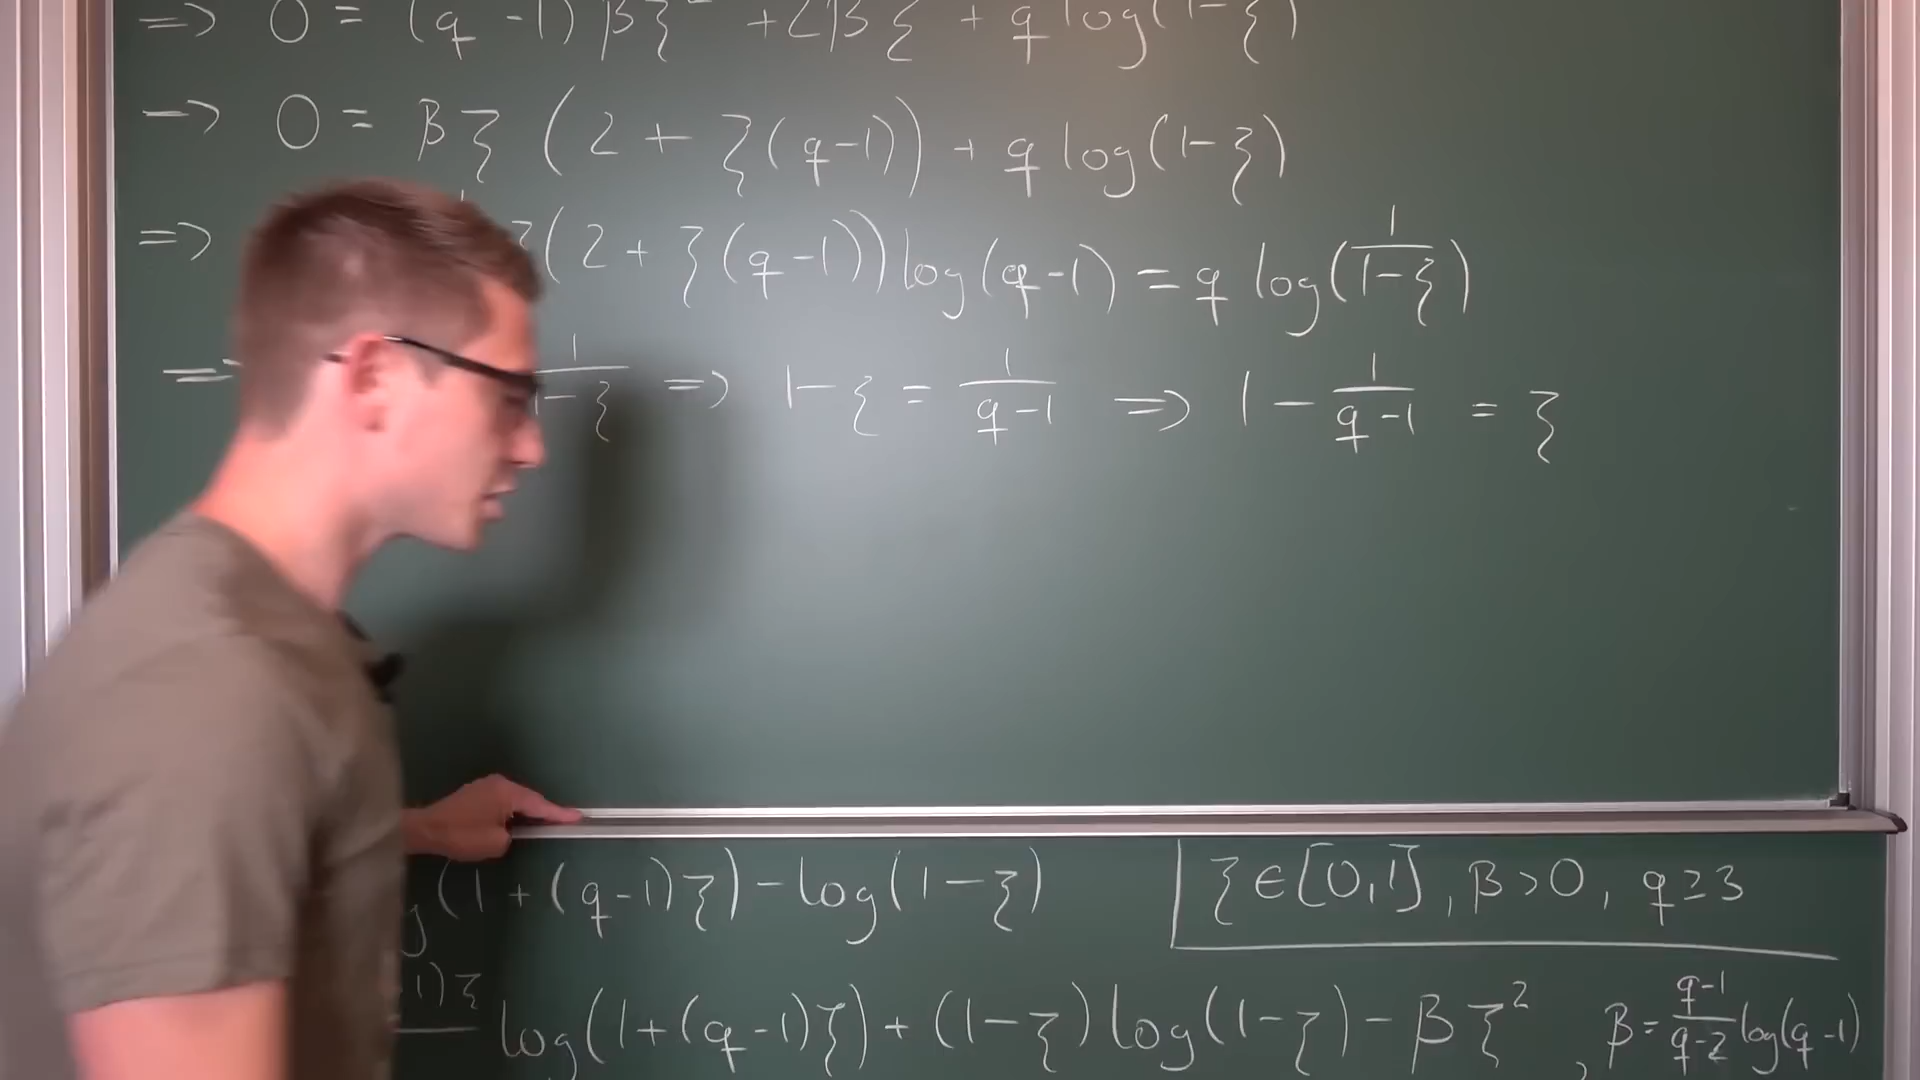 => 0 = (q -1) βξ² + 2βξ + q log(1-ξ)
-> 0 = βξ (2 + ξ(q-1)) + q log(1-ξ)
=> ξ(2 + ξ(q-1)) log(q-1) = q log(1/(1-ξ))
=> 1/(1-ξ) => 1-ξ = 1/(q-1) => 1 - 1/(q-1) = ξ
(1 + (q-1)ξ) - log(1-ξ) ξ∈[0,1], β>0, q≥3
1)ξ log(1+(q-1)ξ) + (1-ξ) log(1-ξ) - βξ², β = (q-1)/(q-2) log(q-1)